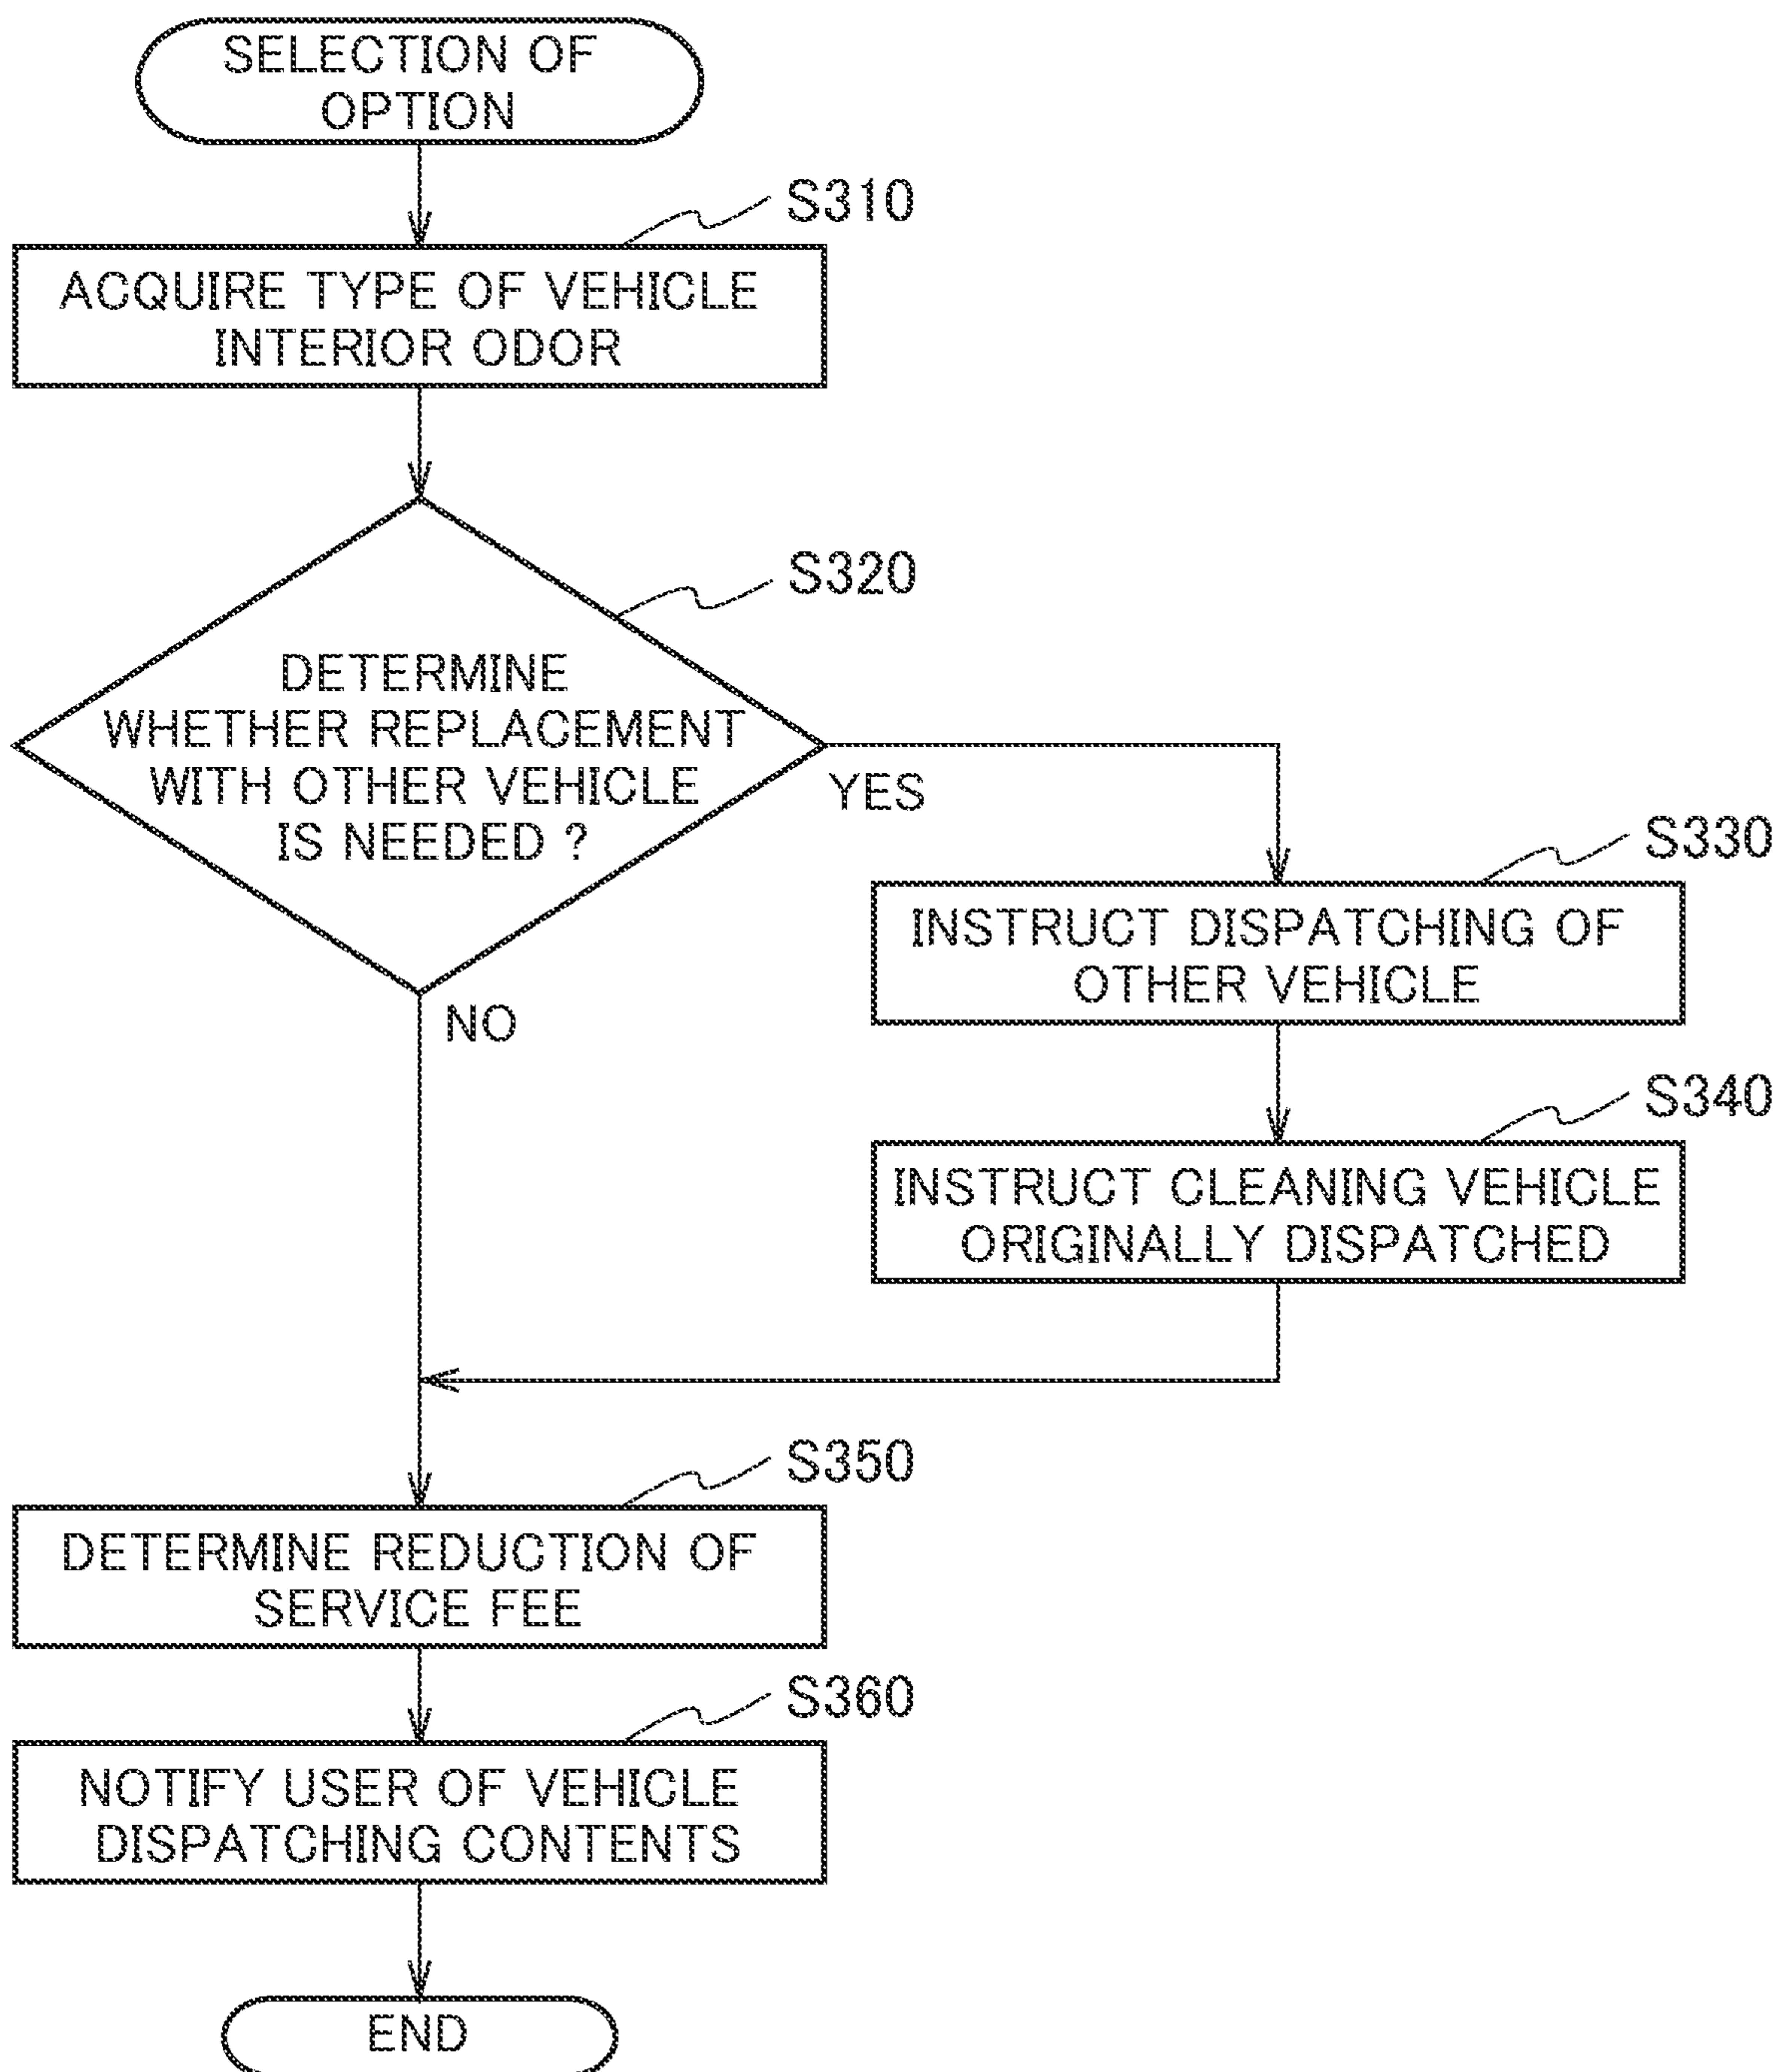 SELECTION OF
OPTION
S310
ACQUIRE TYPE OF VEHICLE
INTERIOR ODOR
S320
DETERMINE
WHETHER REPLACEMENT
WITH OTHER VEHICLE
IS NEEDED ?
YES
NO
S330
INSTRUCT DISPATCHING OF
OTHER VEHICLE
S340
INSTRUCT CLEANING VEHICLE
ORIGINALLY DISPATCHED
S350
DETERMINE REDUCTION OF
SERVICE FEE
S360
NOTIFY USER OF VEHICLE
DISPATCHING CONTENTS
END